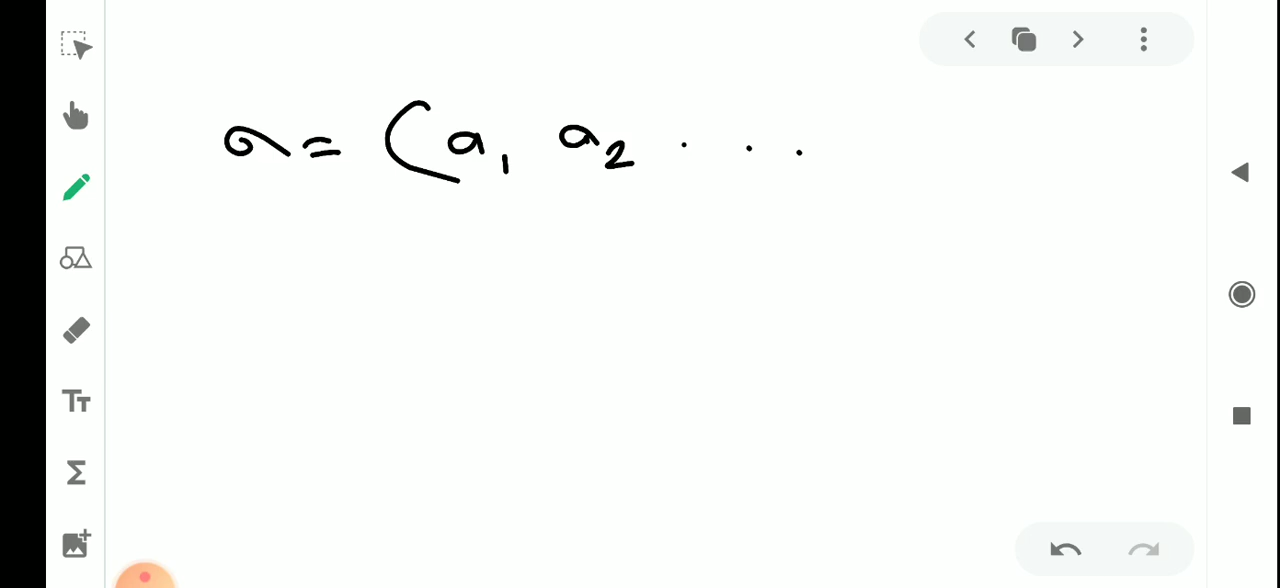 σ = (a₁ a₂ . . .